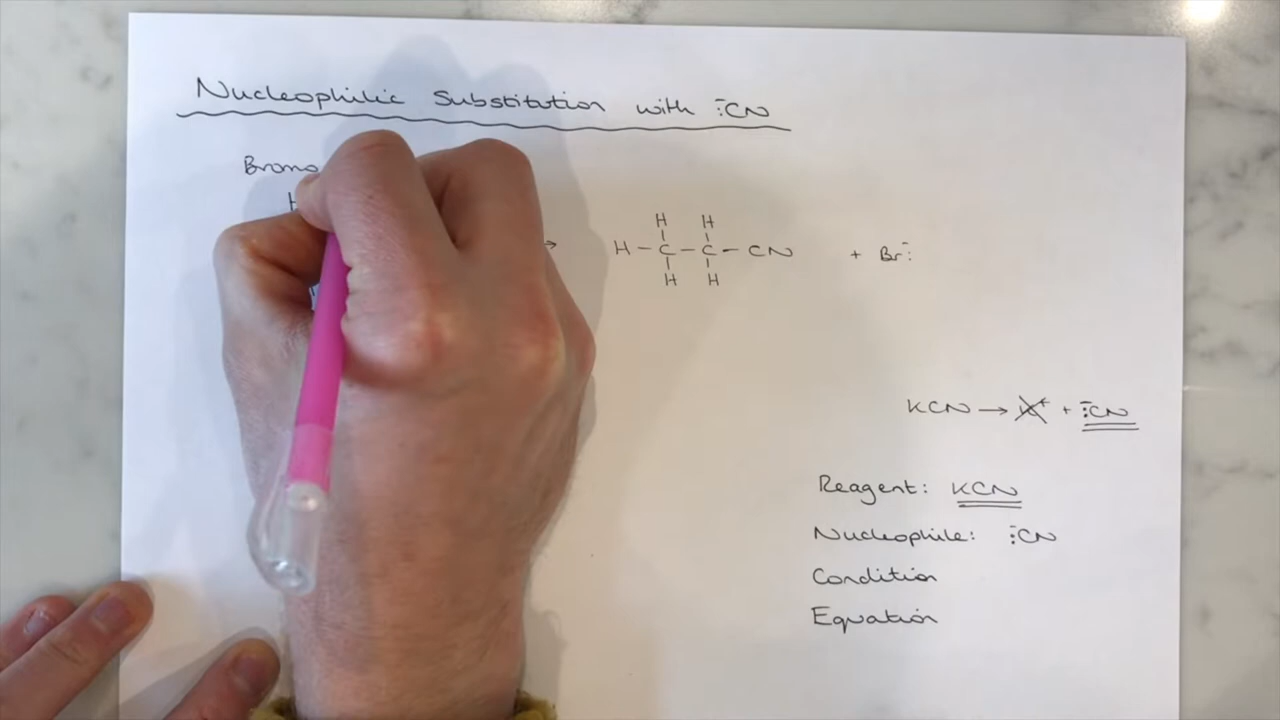 Nucleophilic Substitution with :⁻CN
Bromo
H
H H
→ H - C - C - CN + Br:⁻
H H
KCN → K⁺ + :⁻CN
Reagent: KCN
Nucleophile: :⁻CN
Condition
Equation